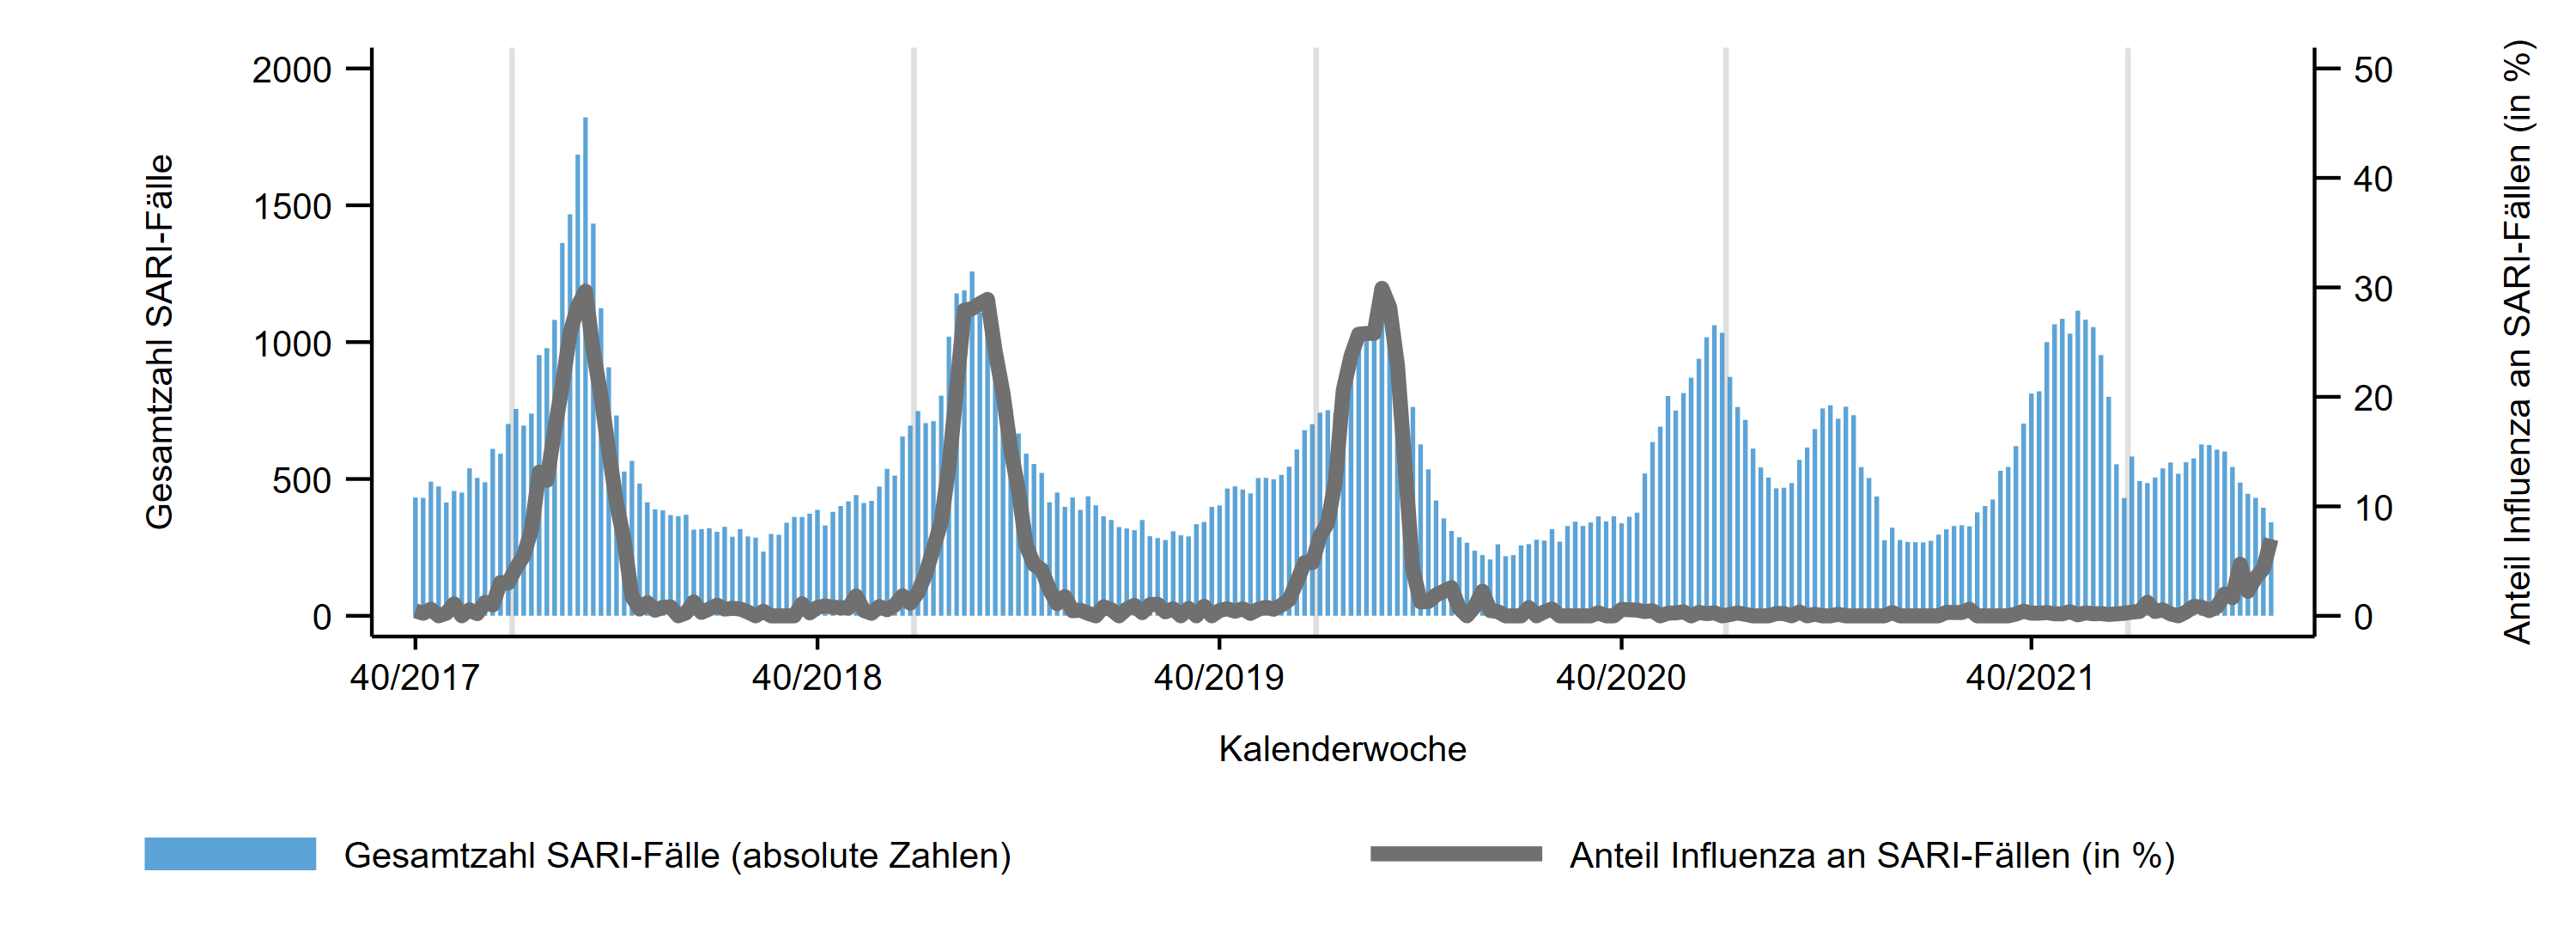 Gesamtzahl SARI-Fälle
2000
1500
1000
500
0
50
40
30
20
10
0
Anteil Influenza an SARI-Fällen (in %)
40/2017 40/2018 40/2019 40/2020 40/2021
Kalenderwoche
Gesamtzahl SARI-Fälle (absolute Zahlen)
Anteil Influenza an SARI-Fällen (in %)